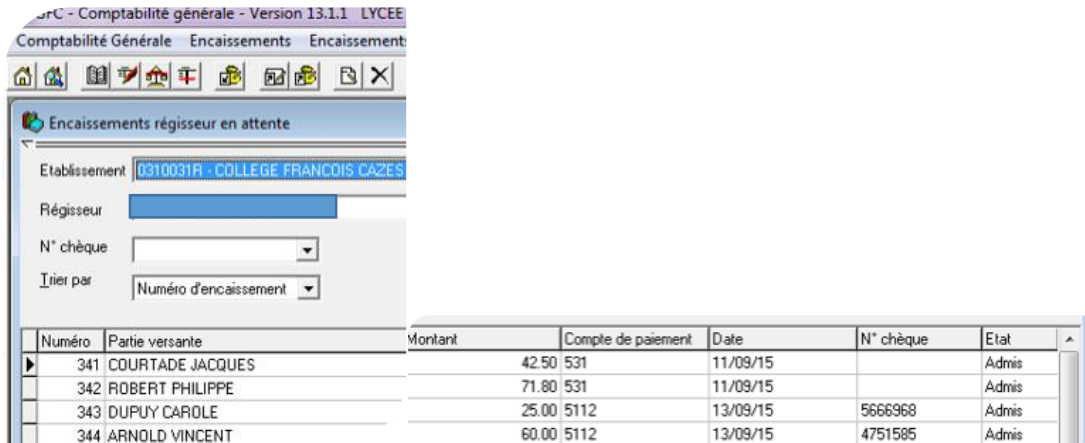 GFC - Comptabilité générale - Version 13.1.1 LYCEE
Comptabilité Générale Encaissements Encaissements
Encaissements régisseur en attente
Etablissement 0310031R - COLLEGE FRANCOIS CAZES
Régisseur
N° chèque
Trier par Numéro d'encaissement
Numéro Partie versante Montant Compte de paiement Date N° chèque Etat
341 COURTADE JACQUES 42.50 531 11/09/15 Admis
342 ROBERT PHILIPPE 71.80 531 11/09/15 Admis
343 DUPUY CAROLE 25.00 5112 13/09/15 5666968 Admis
344 ARNOLD VINCENT 60.00 5112 13/09/15 4751585 Admis